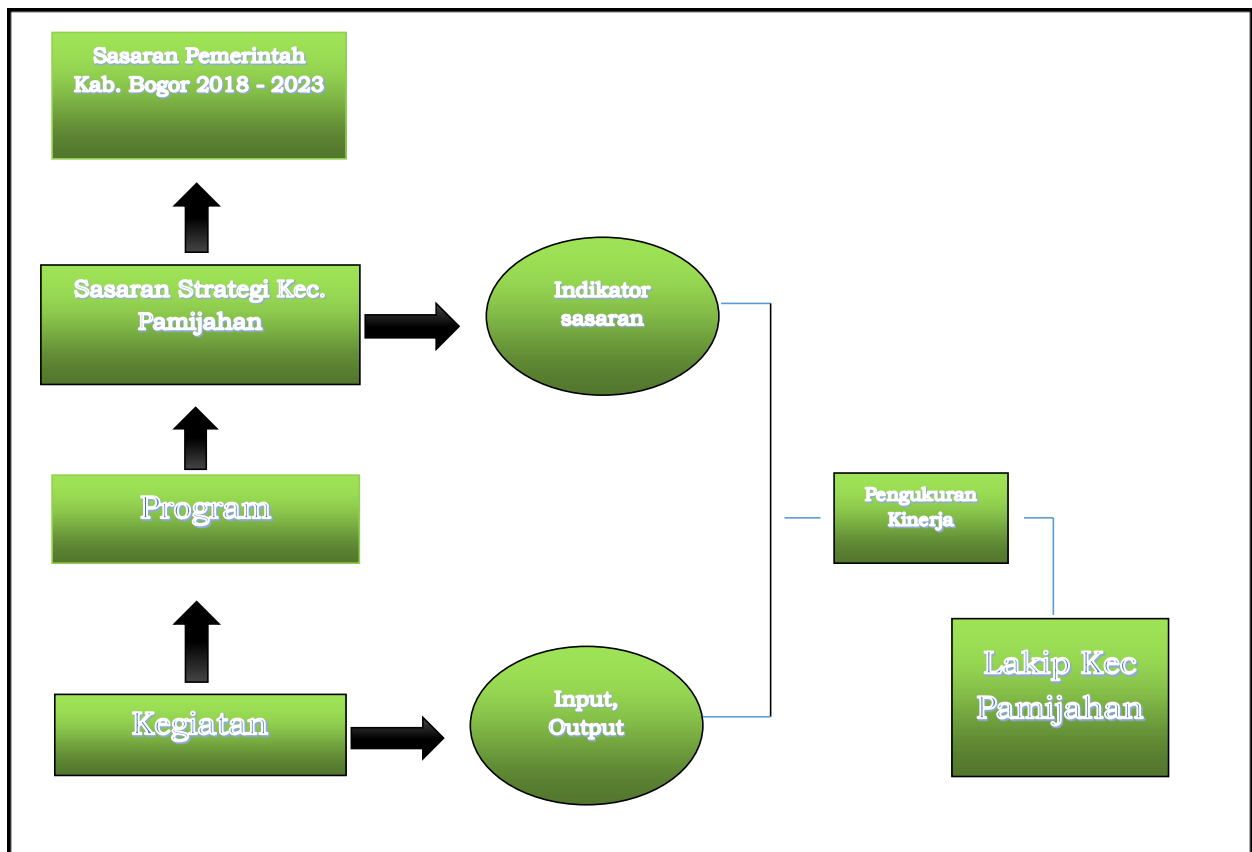 Sasaran Pemerintah
Kab. Bogor 2018 - 2023
Sasaran Strategi Kec.
Pamijahan
Indikator
sasaran
Program
Pengukuran
Kinerja
Kegiatan
Input,
Output
Lakip Kec
Pamijahan